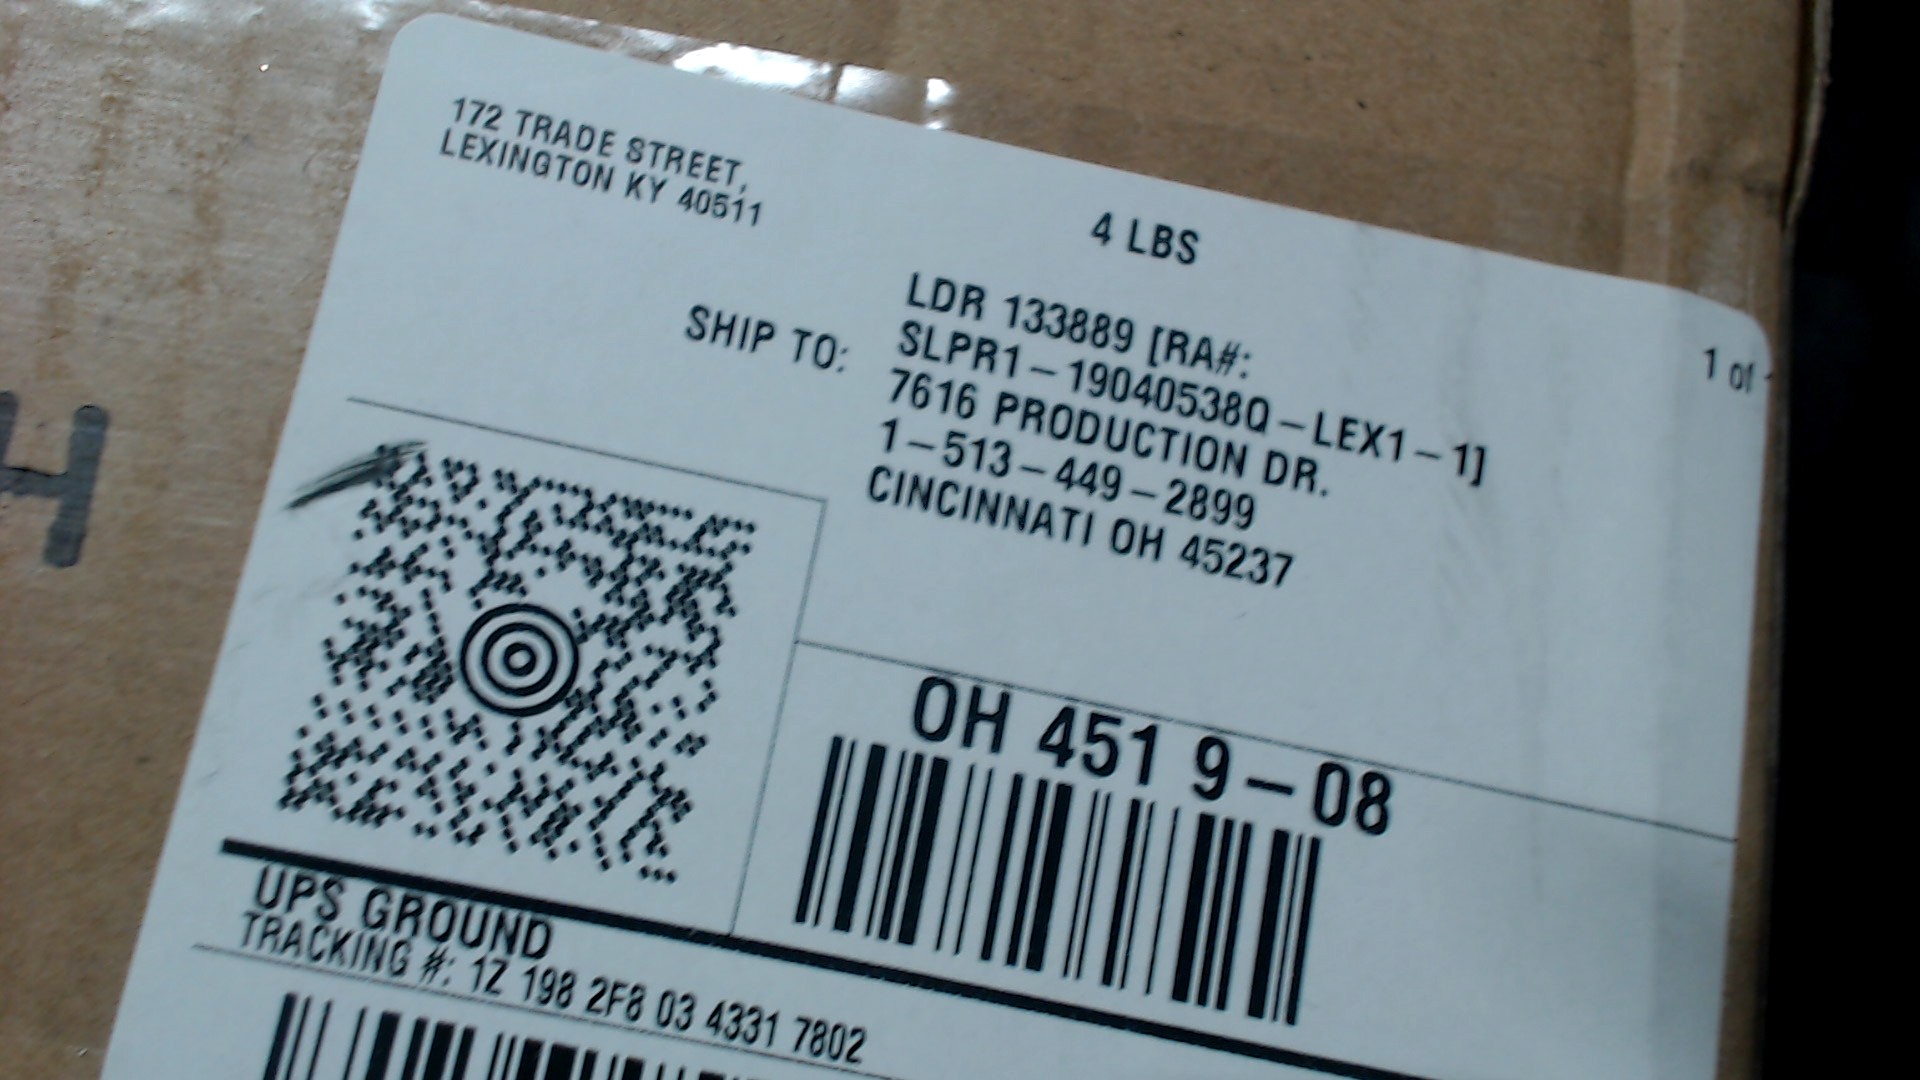 172 TRADE STREET,
LEXINGTON KY 40511
4 LBS
1 of
SHIP TO:
LDR 133889 [RA#:
SLPR1-19040538Q-LEX1-1]
7616 PRODUCTION DR.
1-513-449-2899
CINCINNATI OH 45237
OH 451 9-08
UPS GROUND
TRACKING #: 1Z 198 2F8 03 4331 7802
H